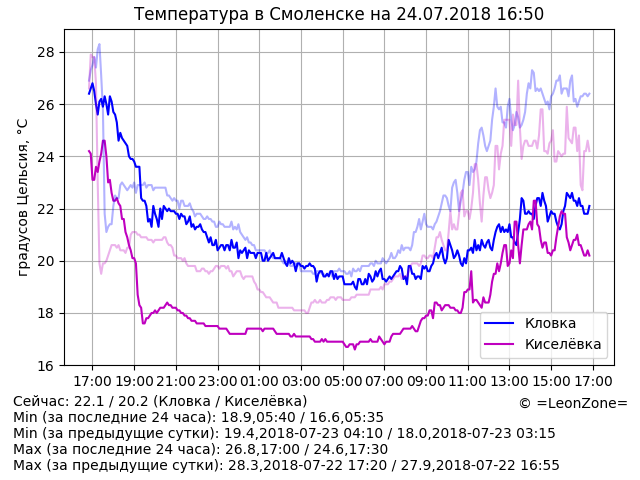 Температура в Смоленске на 24.07.2018 16:50
градусов Цельсия, °C
28
26
24
22
20
18
16
17:00 19:00 21:00 23:00 01:00 03:00 05:00 07:00 09:00 11:00 13:00 15:00 17:00
Кловка
Киселёвка
Сейчас: 22.1 / 20.2 (Кловка / Киселёвка)
© =LeonZone=
Min (за последние 24 часа): 18.9,05:40 / 16.6,05:35
Min (за предыдущие сутки): 19.4,2018-07-23 04:10 / 18.0,2018-07-23 03:15
Max (за последние 24 часа): 26.8,17:00 / 24.6,17:30
Max (за предыдущие сутки): 28.3,2018-07-22 17:20 / 27.9,2018-07-22 16:55